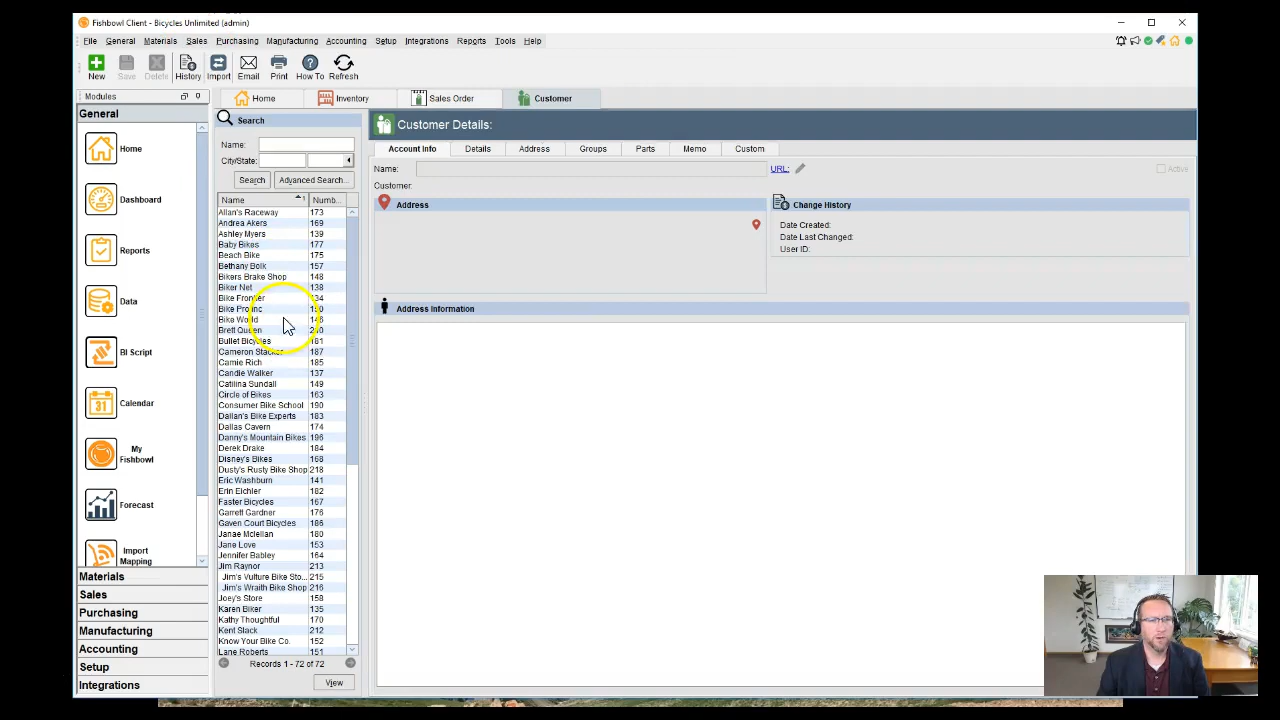 Fishbowl Client - Bicycles Unlimited (admin)
File General Materials Sales Purchasing Manufacturing Accounting Setup Integrations Reports Tools Help
New Save Delete History Import Email Print How To Refresh
Modules
Home Inventory Sales Order Customer
General
Home
Dashboard
Reports
Data
BI Script
31
Calendar
My
Fishbowl
Forecast
Import
Mapping
Materials
Sales
Purchasing
Manufacturing
Accounting
Setup
Integrations
Search
Name:
City/State:
Search Advanced Search...
Name Numb...
Allan's Raceway 173
Andrea Akers 169
Ashley Myers 139
Baby Bikes 177
Beach Bike 175
Bethany Bolk 157
Bikers Brake Shop 148
Biker Net 138
Bike Frontier 134
Bike Proinc
Bike World 146
Brett Queen
Bullet Bicycles 181
Cameron 187
Camie Rich 185
Candie Walker 137
Catilina Sundall 149
Circle of Bikes 163
Consumer Bike School 190
Dallan's Bike Experts 183
Dallas Cavern 174
Danny's Mountain Bikes 196
Derek Drake 184
Disney's Bikes 168
Dusty's Rusty Bike Shop 218
Eric Washburn 141
Erin Eichler 182
Faster Bicycles 167
Garrett Gardner 176
Gaven Court Bicycles 186
Janae Mclellan 180
Jane Love 153
Jennifer Babley 164
Jim Raynor 213
Jim's Vulture Bike Sto... 215
Jim's Wraith Bike Shop 216
Joey's Store 158
Karen Biker 135
Kathy Thoughtful 170
Kent Slack 212
Know Your Bike Co. 152
Lane Roberts 151
Records 1 - 72 of 72
View
Customer Details:
Account Info Details Address Groups Parts Memo Custom
Name: URL: Active
Customer:
Address
Change History
Date Created:
Date Last Changed:
User ID:
Address Information